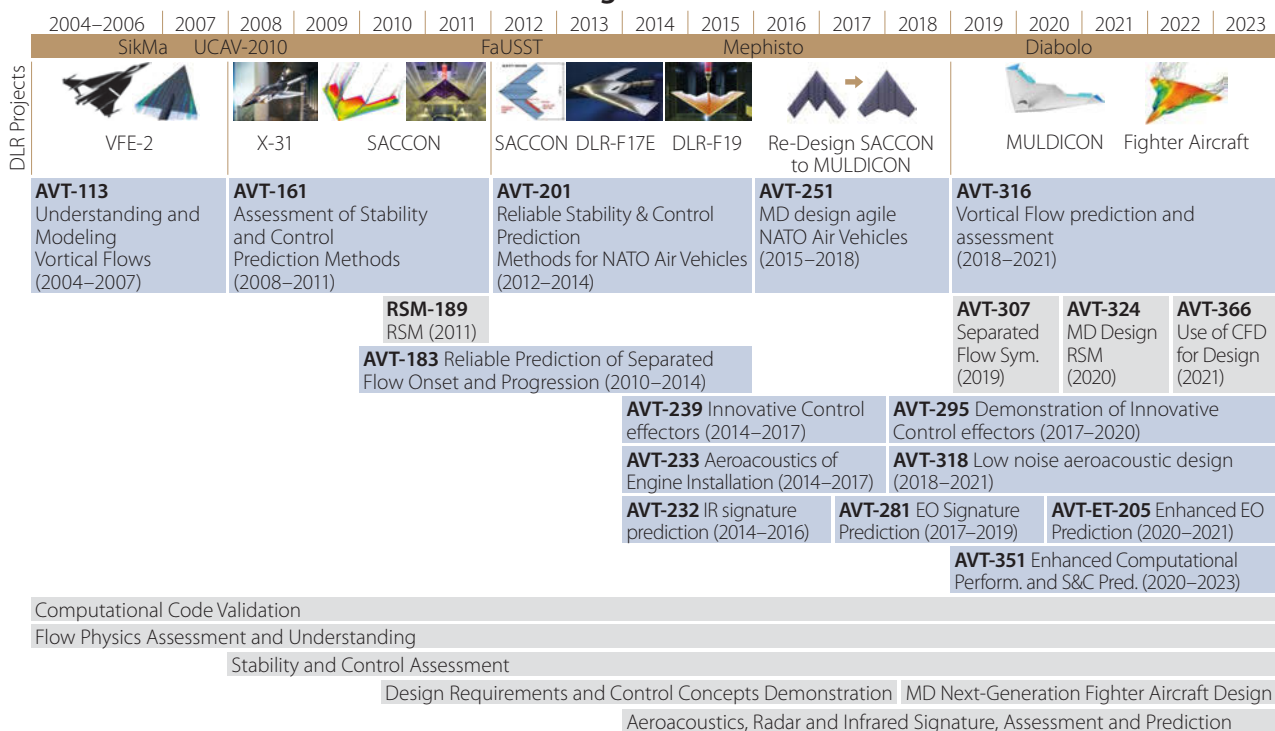 2004–2006 2007 2008 2009 2010 2011 2012 2013 2014 2015 2016 2017 2018 2019 2020 2021 2022 2023
SikMa UCAV-2010 FaUSST Mephisto Diabolo
DLR Projects
VFE-2 X-31 SACCON SACCON DLR-F17E DLR-F19 Re-Design SACCON
to MULDICON
MULDICON Fighter Aircraft
AVT-113
Understanding and
Modeling
Vortical Flows
(2004–2007)
AVT-161
Assessment of Stability
and Control
Prediction Methods
(2008–2011)
AVT-201
Reliable Stability & Control
Prediction
Methods for NATO Air Vehicles
(2012–2014)
AVT-251
MD design agile
NATO Air Vehicles
(2015–2018)
AVT-316
Vortical Flow prediction and
assessment
(2018–2021)
RSM-189
RSM (2011)
AVT-307
Separated
Flow Sym.
(2019)
AVT-324
MD Design
RSM
(2020)
AVT-366
Use of CFD
for Design
(2021)
AVT-183 Reliable Prediction of Separated
Flow Onset and Progression (2010–2014)
AVT-239 Innovative Control
effectors (2014–2017)
AVT-295 Demonstration of Innovative
Control effectors (2017–2020)
AVT-233 Aeroacoustics of
Engine Installation (2014–2017)
AVT-318 Low noise aeroacoustic design
(2018–2021)
AVT-232 IR signature
prediction (2014–2016)
AVT-281 EO Signature
Prediction (2017–2019)
AVT-ET-205 Enhanced EO
Prediction (2020–2021)
AVT-351 Enhanced Computational
Perform. and S&C Pred. (2020–2023)
Computational Code Validation
Flow Physics Assessment and Understanding
Stability and Control Assessment
Design Requirements and Control Concepts Demonstration
MD Next-Generation Fighter Aircraft Design
Aeroacoustics, Radar and Infrared Signature, Assessment and Prediction